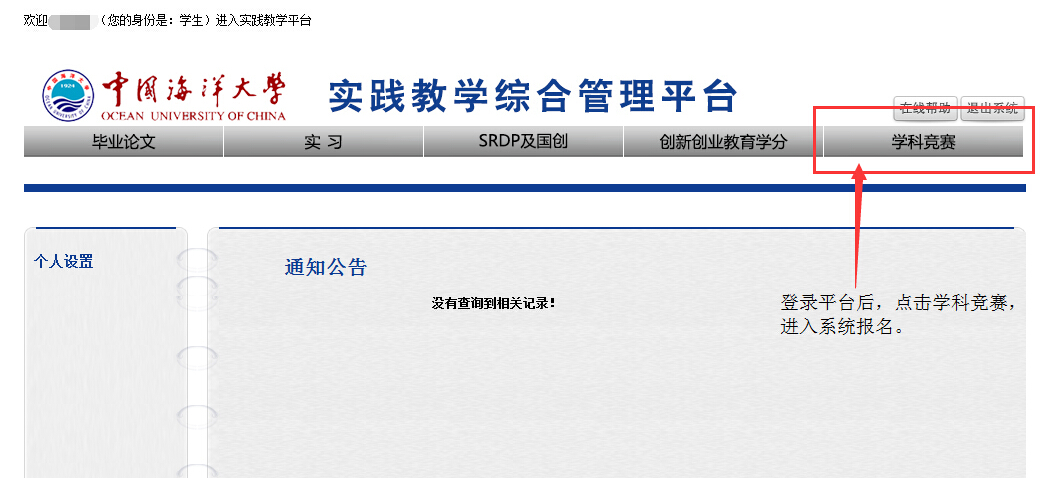 欢迎 （您的身份是：学生）进入实践教学平台
1924
中国海洋大学
OCEAN UNIVERSITY OF CHINA
实践教学综合管理平台
在线帮助 退出系统
毕业论文 实 习 SRDP及国创 创新创业教育学分 学科竞赛
个人设置
通知公告
没有查询到相关记录！
登录平台后，点击学科竞赛，
进入系统报名。